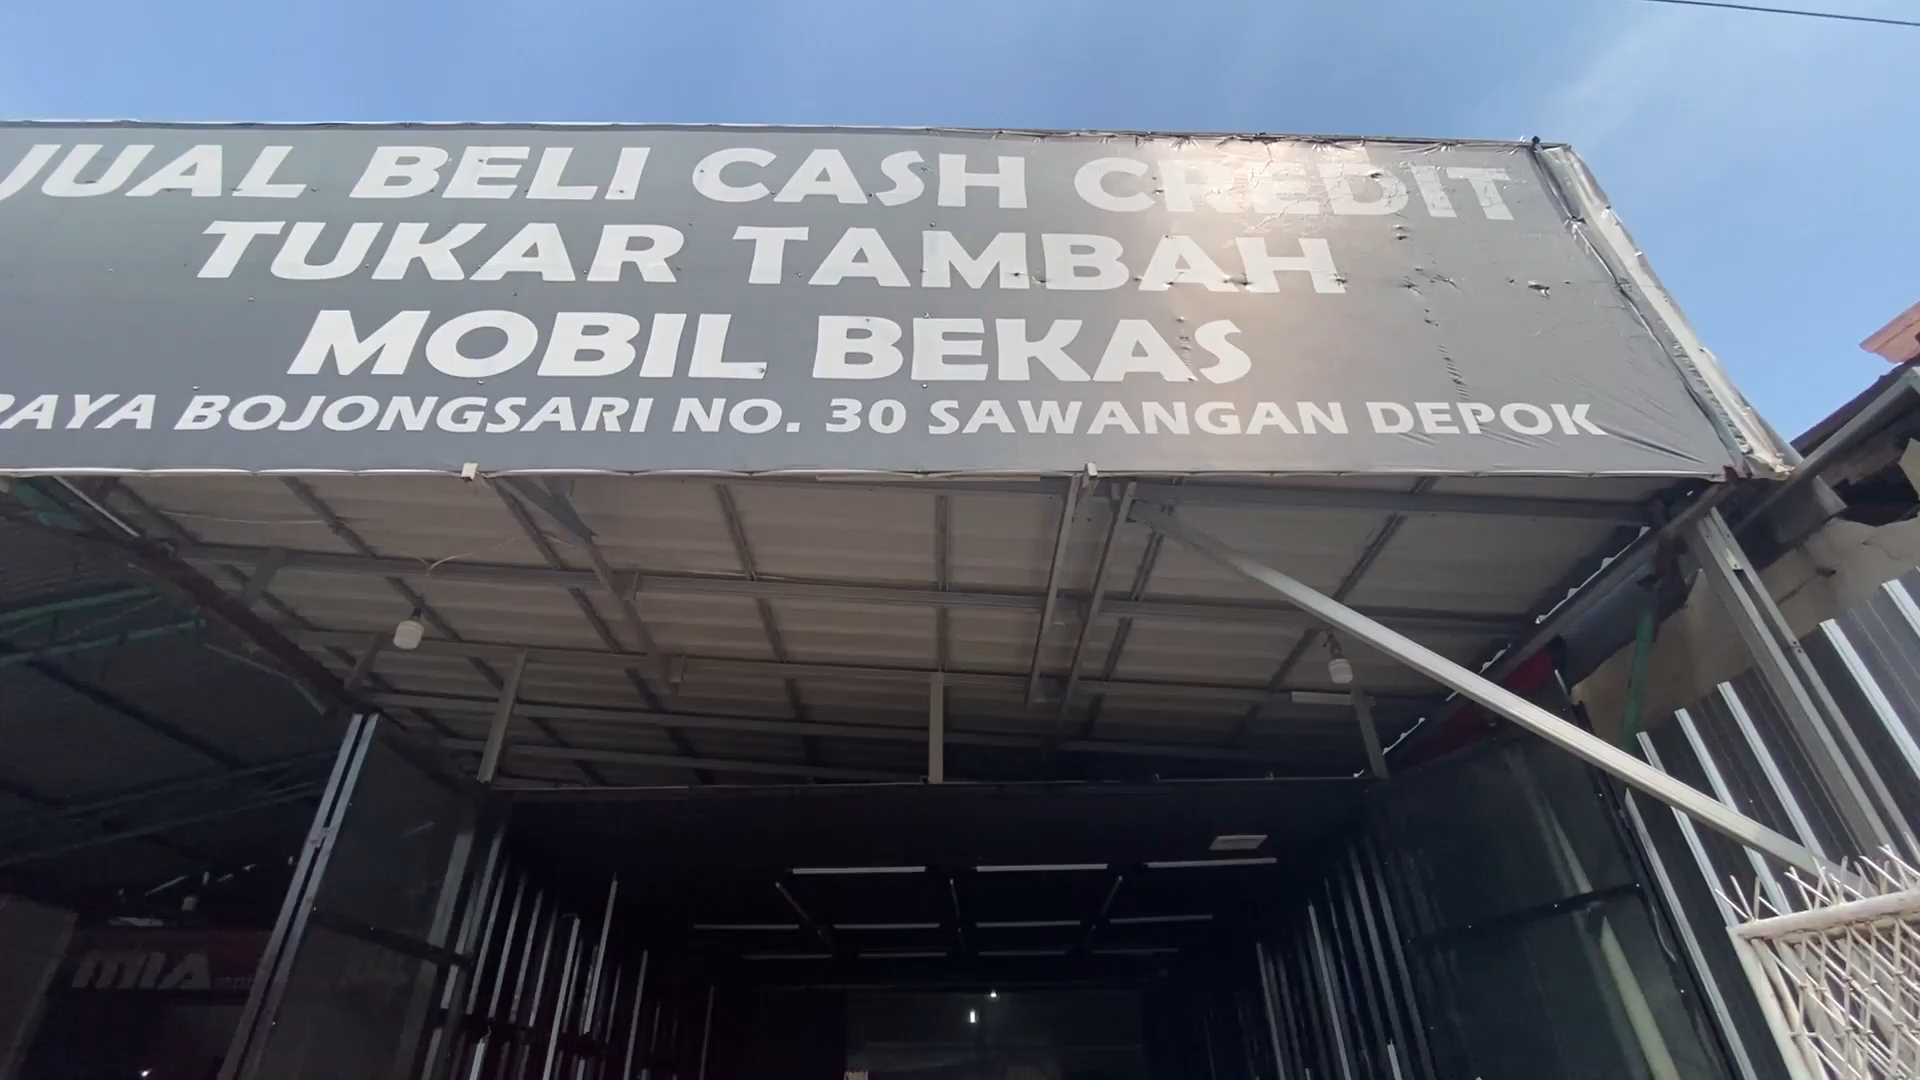 JUAL BELI CASH CREDIT
TUKAR TAMBAH
MOBIL BEKAS
RAYA BOJONGSARI NO. 30 SAWANGAN DEPOK